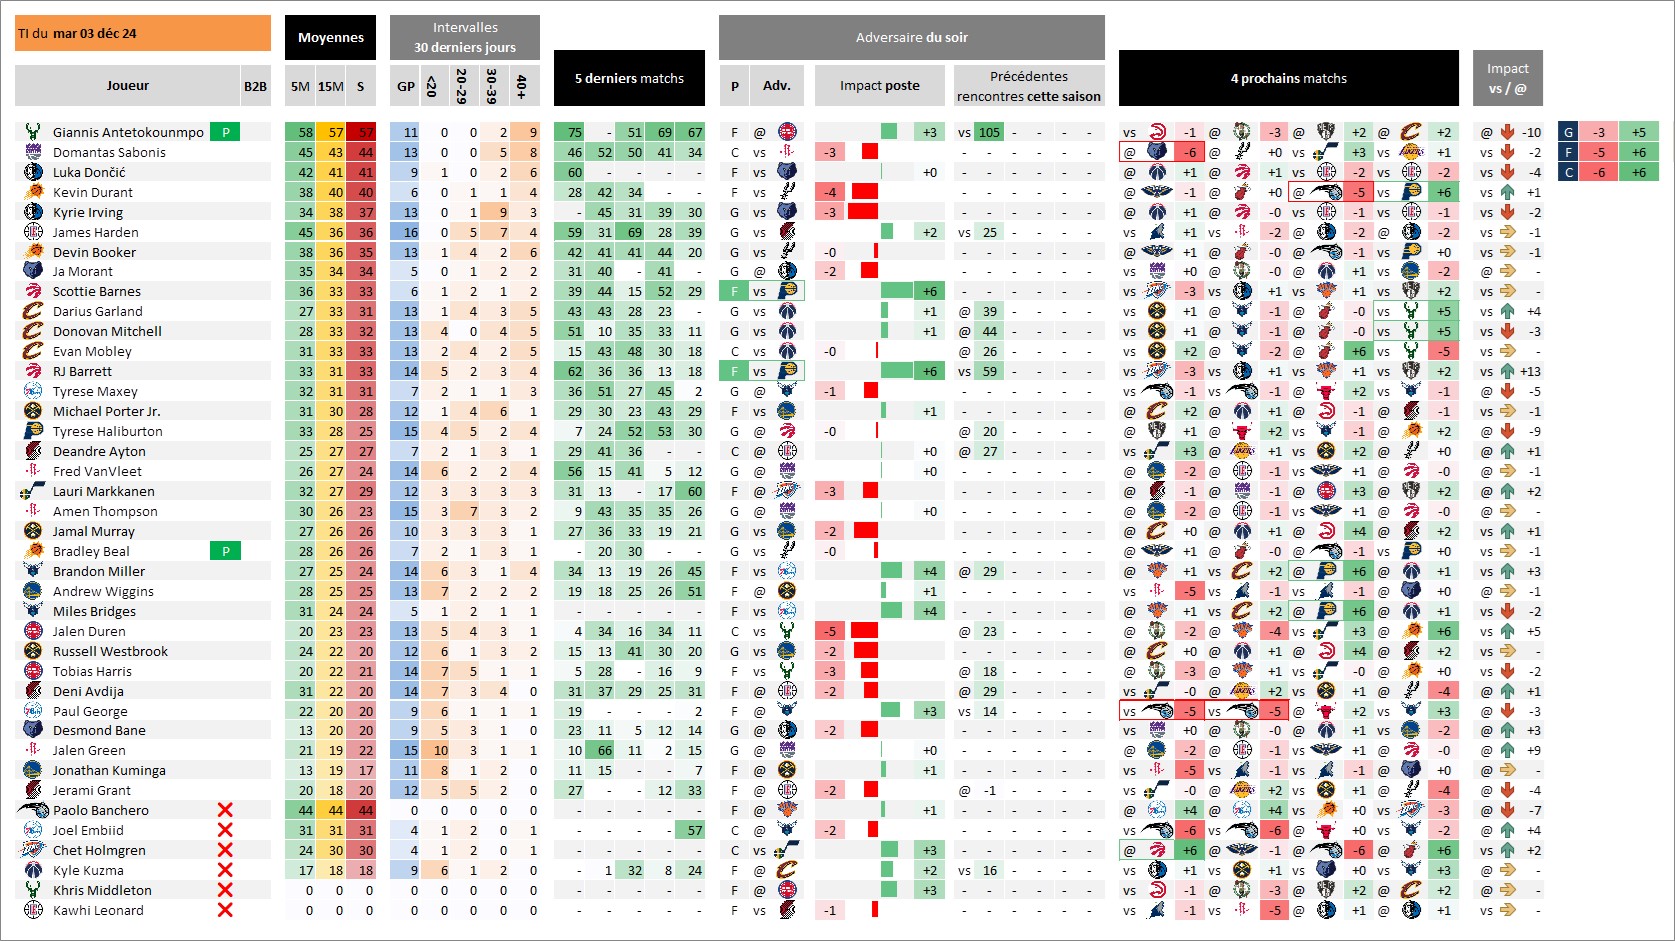 TI du mar 03 déc 24
Moyennes
Intervalles
30 derniers jours
5 derniers matchs
Adversaire du soir
4 prochains matchs
Impact
vs / @
Joueur B2B 5M 15M S GP <20 20-29 30-39 40+ P Adv. Impact poste
Précédentes
rencontres cette saison
Giannis Antetokounmpo P 58 57 57 11 0 0 2 9 75 - 51 69 67 F @ +3 vs 105 - - - - vs -1 @ -3 @ +2 @ +2 @ -10 G -3 +5
Domantas Sabonis 45 43 44 13 0 0 5 8 46 52 50 41 34 C vs -3 - - - - - @ -6 @ +0 vs +3 vs +1 vs -2 F -5 +6
Luka Dončić 42 41 41 9 1 0 2 6 60 - - - - F vs +0 - - - - - @ +1 @ +1 vs -2 vs -2 vs -4 C -6 +6
Kevin Durant 38 40 40 6 0 1 1 4 28 42 34 - - F vs -4 - - - - - @ -1 @ +0 @ -5 vs +6 vs +1
Kyrie Irving 34 38 37 13 0 1 9 3 - 45 31 39 30 G vs -3 - - - - - @ +1 @ -0 vs -1 vs -1 vs -2
James Harden 45 36 36 16 0 5 7 4 59 31 69 28 39 G vs +2 vs 25 - - - - vs +1 vs -2 @ -2 @ -2 vs -1
Devin Booker 38 36 35 13 1 4 2 6 42 41 41 44 20 G vs -0 - - - - - @ +1 @ -0 @ -1 vs +0 vs -1
Ja Morant 35 34 34 5 0 1 2 2 31 40 - 41 - G @ -2 - - - - - vs +0 @ -0 @ +1 vs -2 @ -
Scottie Barnes 36 33 33 6 1 2 1 2 39 44 15 52 29 F vs +6 - - - - - vs -3 vs +1 vs +1 vs +2 vs -
Darius Garland 27 33 31 13 1 4 3 5 43 43 28 23 - G vs +1 @ 39 - - - - vs +1 @ -1 @ -0 vs +5 vs +4
Donovan Mitchell 28 33 32 13 4 0 4 5 51 10 35 33 11 G vs +1 @ 44 - - - - vs +1 @ -1 @ -0 vs +5 vs -3
Evan Mobley 31 33 33 13 2 4 2 5 15 43 48 30 18 C vs -0 @ 26 - - - - vs +2 @ -2 @ +6 vs -5 vs -
RJ Barrett 33 31 33 14 5 2 3 4 62 36 36 13 18 F vs +6 vs 59 - - - - vs -3 vs +1 vs +1 vs +2 vs +13
Tyrese Maxey 32 31 31 7 2 1 1 3 36 51 27 45 2 G @ -1 - - - - - vs -1 vs -1 @ +2 vs -1 @ -5
Michael Porter Jr. 31 30 28 12 1 4 6 1 29 30 23 43 29 F vs +1 - - - - - @ +2 @ +1 @ -1 @ -1 vs -1
Tyrese Haliburton 33 28 25 15 4 5 2 4 7 24 52 53 30 G @ -0 @ 20 - - - - @ +1 @ +2 vs -1 @ +2 @ -9
Deandre Ayton 25 27 27 7 2 1 3 1 29 41 36 - - C @ +0 @ 27 - - - - vs +3 @ +1 vs +2 @ +0 @ +1
Fred VanVleet 26 27 24 14 6 2 2 4 56 15 41 5 12 G @ +0 - - - - - @ -2 @ -1 vs +1 @ -0 @ -1
Lauri Markkanen 32 27 29 12 3 3 3 3 31 13 - 17 60 F @ -3 - - - - - @ -1 @ -1 @ +3 @ +2 @ +2
Amen Thompson 30 26 23 15 3 7 3 2 9 43 35 35 26 G @ +0 - - - - - @ -2 @ -1 vs +1 @ -0 @ -
Jamal Murray 27 26 26 10 3 3 3 1 27 36 33 19 21 G vs -2 - - - - - @ +0 @ +1 @ +4 @ +2 vs +1
Bradley Beal P 28 26 26 7 2 1 3 1 - 20 30 - - G vs -0 - - - - - @ +1 @ -0 @ -1 vs +0 vs -1
Brandon Miller 27 25 24 14 6 3 1 4 34 13 19 26 45 F vs +4 @ 29 - - - - @ +1 vs +2 @ +6 @ +1 vs +3
Andrew Wiggins 28 25 25 13 7 2 2 2 19 18 25 26 51 F @ +1 - - - - - vs -5 vs -1 vs -1 @ +0 @ -1
Miles Bridges 31 24 24 5 1 2 1 1 - - - - - F vs +4 - - - - - @ +1 vs +2 @ +6 @ +1 vs -2
Jalen Duren 20 23 23 13 5 4 3 1 4 34 16 34 11 C vs -5 @ 23 - - - - @ -2 @ -4 vs +3 @ +6 vs +5
Russell Westbrook 24 22 20 12 6 1 3 2 15 13 41 30 20 G vs -2 - - - - - @ +0 @ +1 @ +4 @ +2 vs -
Tobias Harris 20 22 21 14 7 5 1 1 5 28 - 16 9 F vs -3 @ 18 - - - - @ -3 @ +1 vs -0 @ +0 vs -2
Deni Avdija 31 22 20 14 7 3 4 0 31 37 29 25 31 F @ -2 @ 29 - - - - vs -0 @ +2 vs +1 @ -4 @ +1
Paul George 22 20 20 9 6 1 1 1 19 - - - 2 F @ +3 vs 14 - - - - vs -5 vs -5 @ +2 vs +3 @ -3
Desmond Bane 13 20 20 9 5 3 1 0 23 11 5 12 14 G @ -2 - - - - - vs +0 @ -0 @ +1 vs -2 @ +3
Jalen Green 21 19 22 15 10 3 1 1 10 66 11 2 15 G @ +0 - - - - - @ -2 @ -1 vs +1 @ -0 @ +9
Jonathan Kuminga 13 19 17 11 8 1 2 0 11 15 - - 7 F @ +1 - - - - - vs -5 vs -1 vs -1 @ +0 @ -
Jerami Grant 20 18 20 12 5 5 2 0 27 - - 12 33 F @ -2 @ -1 - - - - vs -0 @ +2 vs +1 @ -4 @ -4
Paolo Banchero 44 44 44 0 0 0 0 0 - - - - - F @ +1 - - - - - @ +4 @ +4 vs +0 vs -3 @ -7
Joel Embiid 31 31 31 4 1 2 0 1 - - - - 57 C @ -2 - - - - - vs -6 vs -6 @ +0 vs -2 @ +4
Chet Holmgren 24 30 30 4 1 2 0 1 - - - - - C vs +3 - - - - - @ +6 @ -1 @ -6 @ +6 vs +2
Kyle Kuzma 17 18 18 9 6 1 2 0 - 1 32 8 24 F @ +2 vs 16 - - - - vs +1 vs +1 @ +0 vs +3 @ -
Khris Middleton 0 0 0 0 0 0 0 0 - - - - - F @ +3 - - - - - vs -1 @ -3 @ +2 @ +2 @ -
Kawhi Leonard 0 0 0 0 0 0 0 0 - - - - - F vs -1 - - - - - vs -1 vs -5 @ +1 @ +1 vs -